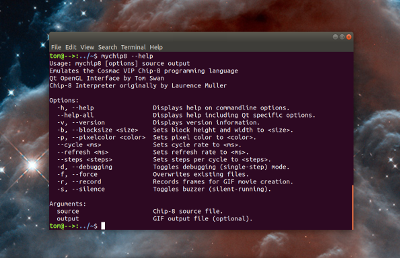 File Edit View Search Terminal Help
tom@-->:../~$ mychip8 --help
Usage: mychip8 [options] source output
Emulates the Cosmac VIP Chip-8 programming language
Qt OpenGL Interface by Tom Swan
Chip-8 Interpreter originally by Laurence Muller
Options:
-h, --help Displays help on commandline options.
--help-all Displays help including Qt specific options.
-v, --version Displays version information.
-b, --blocksize <size> Sets block height and width to <size>.
-p, --pixelcolor <color> Sets pixel color to <color>.
--cycle <ms> Sets cycle rate to <ms>.
--refresh <ms> Sets refresh rate to <ms>.
--steps <steps> Sets steps per cycle to <steps>.
-d, --debugging Toggles debugging (single-step) mode.
-f, --force Overwrites existing files.
-r, --record Records frames for GIF movie creation.
-s, --silence Toggles buzzer (silent-running).
Arguments:
source Chip-8 source file.
output GIF output file (optional).
tom@-->:../~$